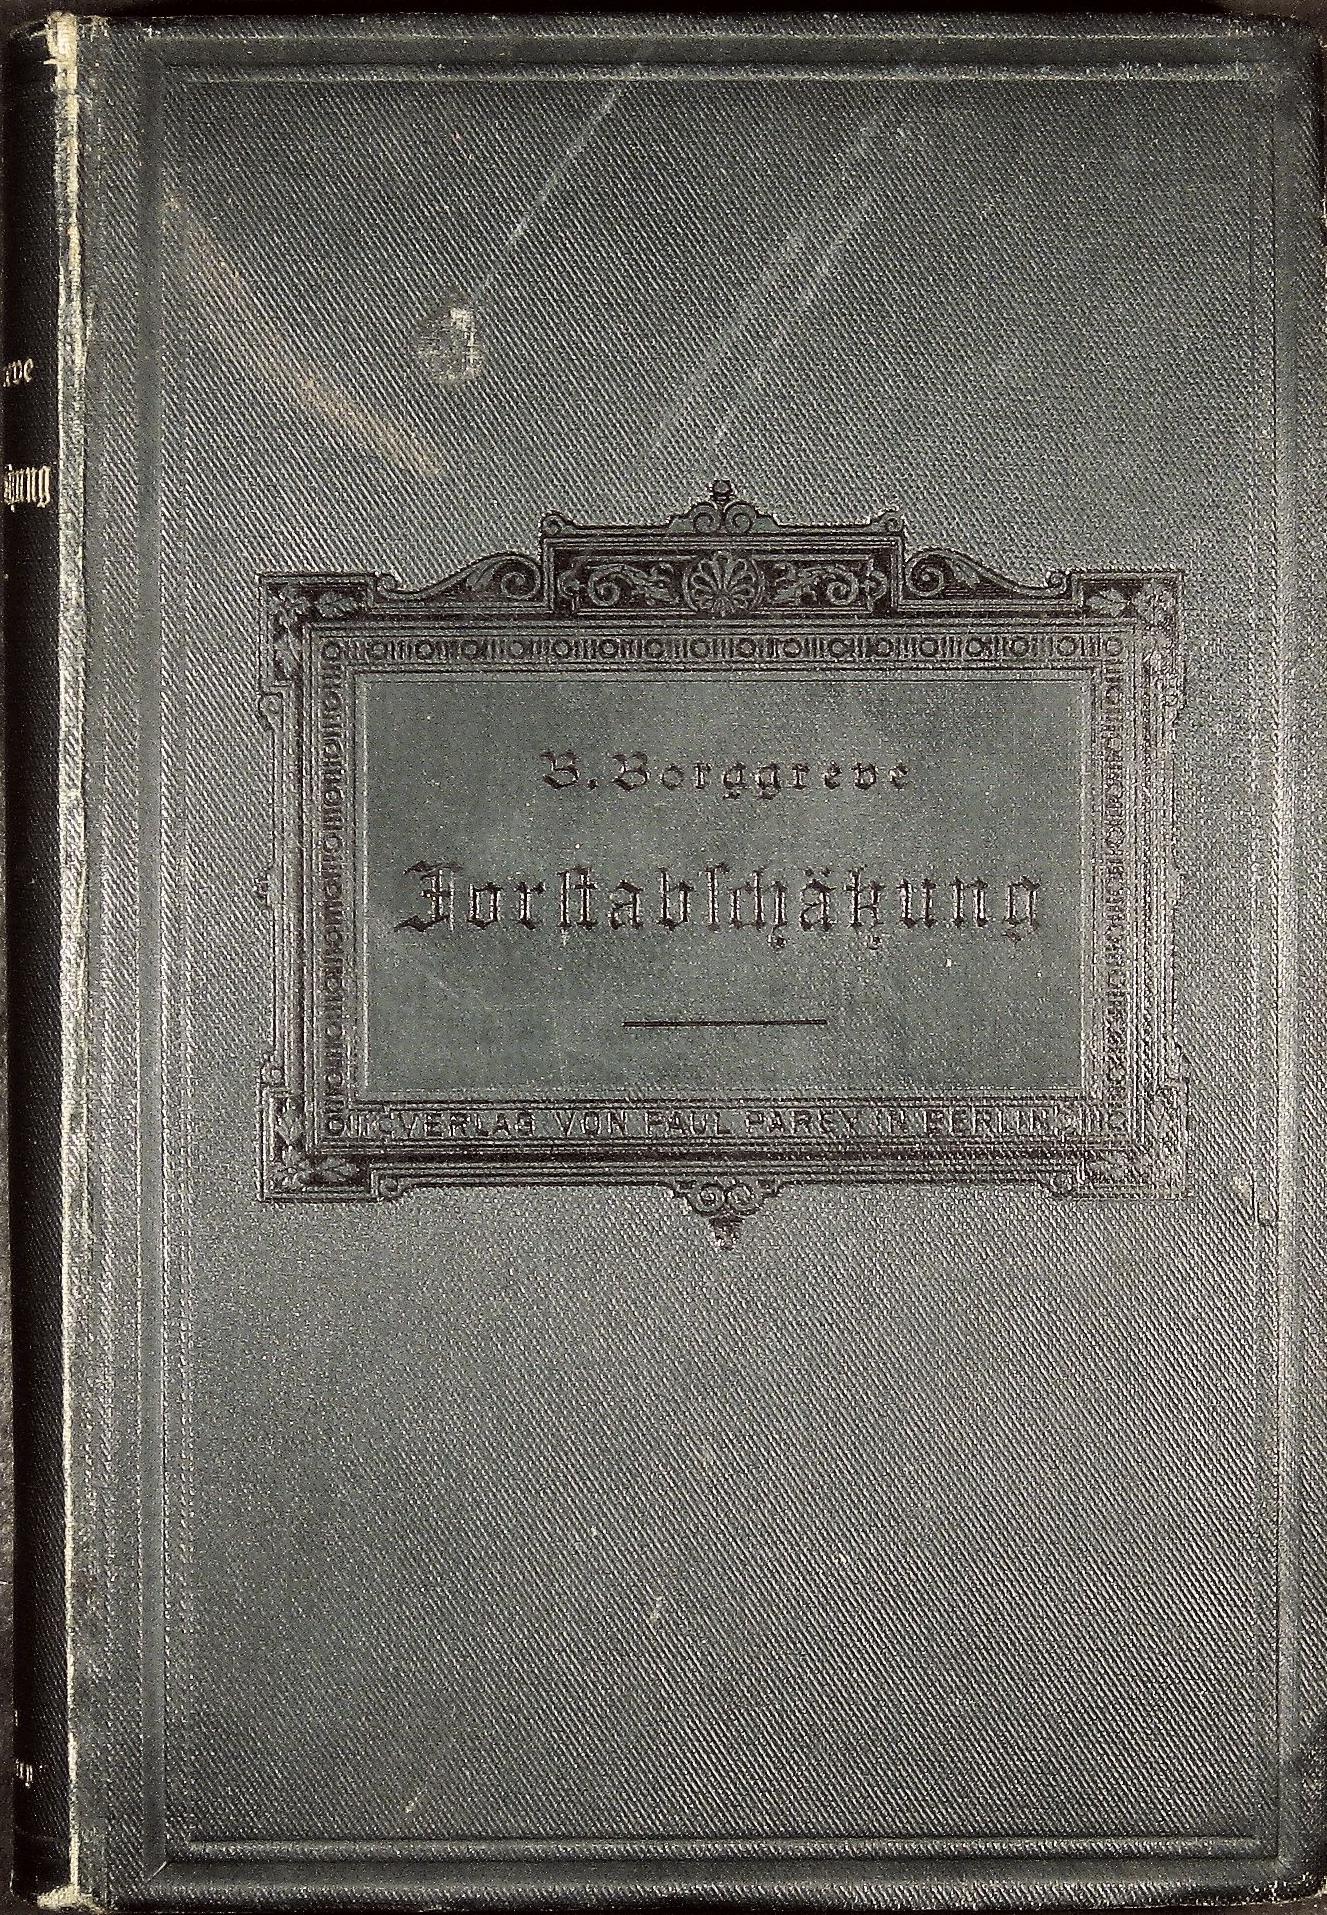 B. Borggreve
Forstabschätzung
VERLAG VON PAUL PAREY IN BERLIN